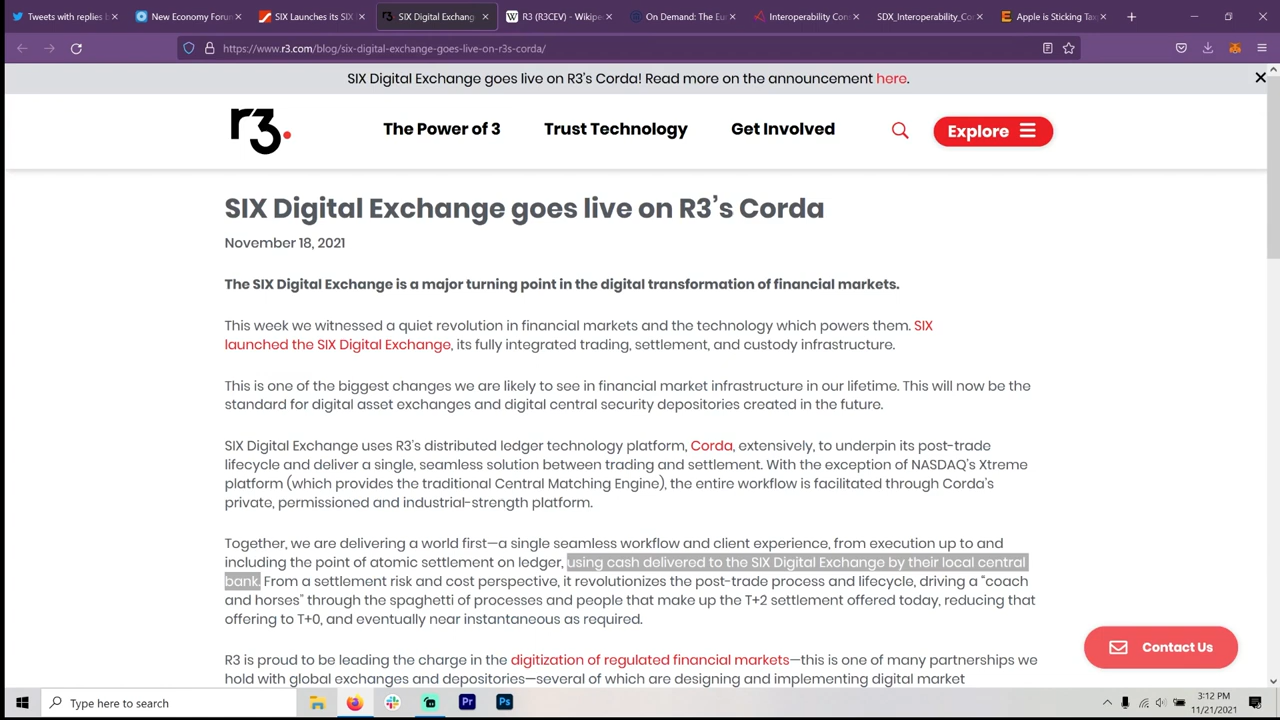 Tweets with replies b
New Economy Forum
SIX Launches its SIX
SIX Digital Exchang
R3 (R3CEV) - Wikipe
On Demand: The Eu
Interoperability Con
SDX_Interoperability_Co
Apple is Sticking Tax
https://www.r3.com/blog/six-digital-exchange-goes-live-on-r3s-corda/
SIX Digital Exchange goes live on R3's Corda! Read more on the announcement here.
r3.
The Power of 3
Trust Technology
Get Involved
Explore
SIX Digital Exchange goes live on R3's Corda
November 18, 2021
The SIX Digital Exchange is a major turning point in the digital transformation of financial markets.
This week we witnessed a quiet revolution in financial markets and the technology which powers them. SIX
launched the SIX Digital Exchange, its fully integrated trading, settlement, and custody infrastructure.
This is one of the biggest changes we are likely to see in financial market infrastructure in our lifetime. This will now be the
standard for digital asset exchanges and digital central security depositories created in the future.
SIX Digital Exchange uses R3's distributed ledger technology platform, Corda, extensively, to underpin its post-trade
lifecycle and deliver a single, seamless solution between trading and settlement. With the exception of NASDAQ's Xtreme
platform (which provides the traditional Central Matching Engine), the entire workflow is facilitated through Corda's
private, permissioned and industrial-strength platform.
Together, we are delivering a world first—a single seamless workflow and client experience, from execution up to and
including the point of atomic settlement on ledger, using cash delivered to the SIX Digital Exchange by their local central
bank. From a settlement risk and cost perspective, it revolutionizes the post-trade process and lifecycle, driving a "coach
and horses" through the spaghetti of processes and people that make up the T+2 settlement offered today, reducing that
offering to T+0, and eventually near instantaneous as required.
R3 is proud to be leading the charge in the digitization of regulated financial markets—this is one of many partnerships we
hold with global exchanges and depositories—several of which are designing and implementing digital market
Contact Us
Type here to search
Pr
Ps
3:12 PM
11/21/2021